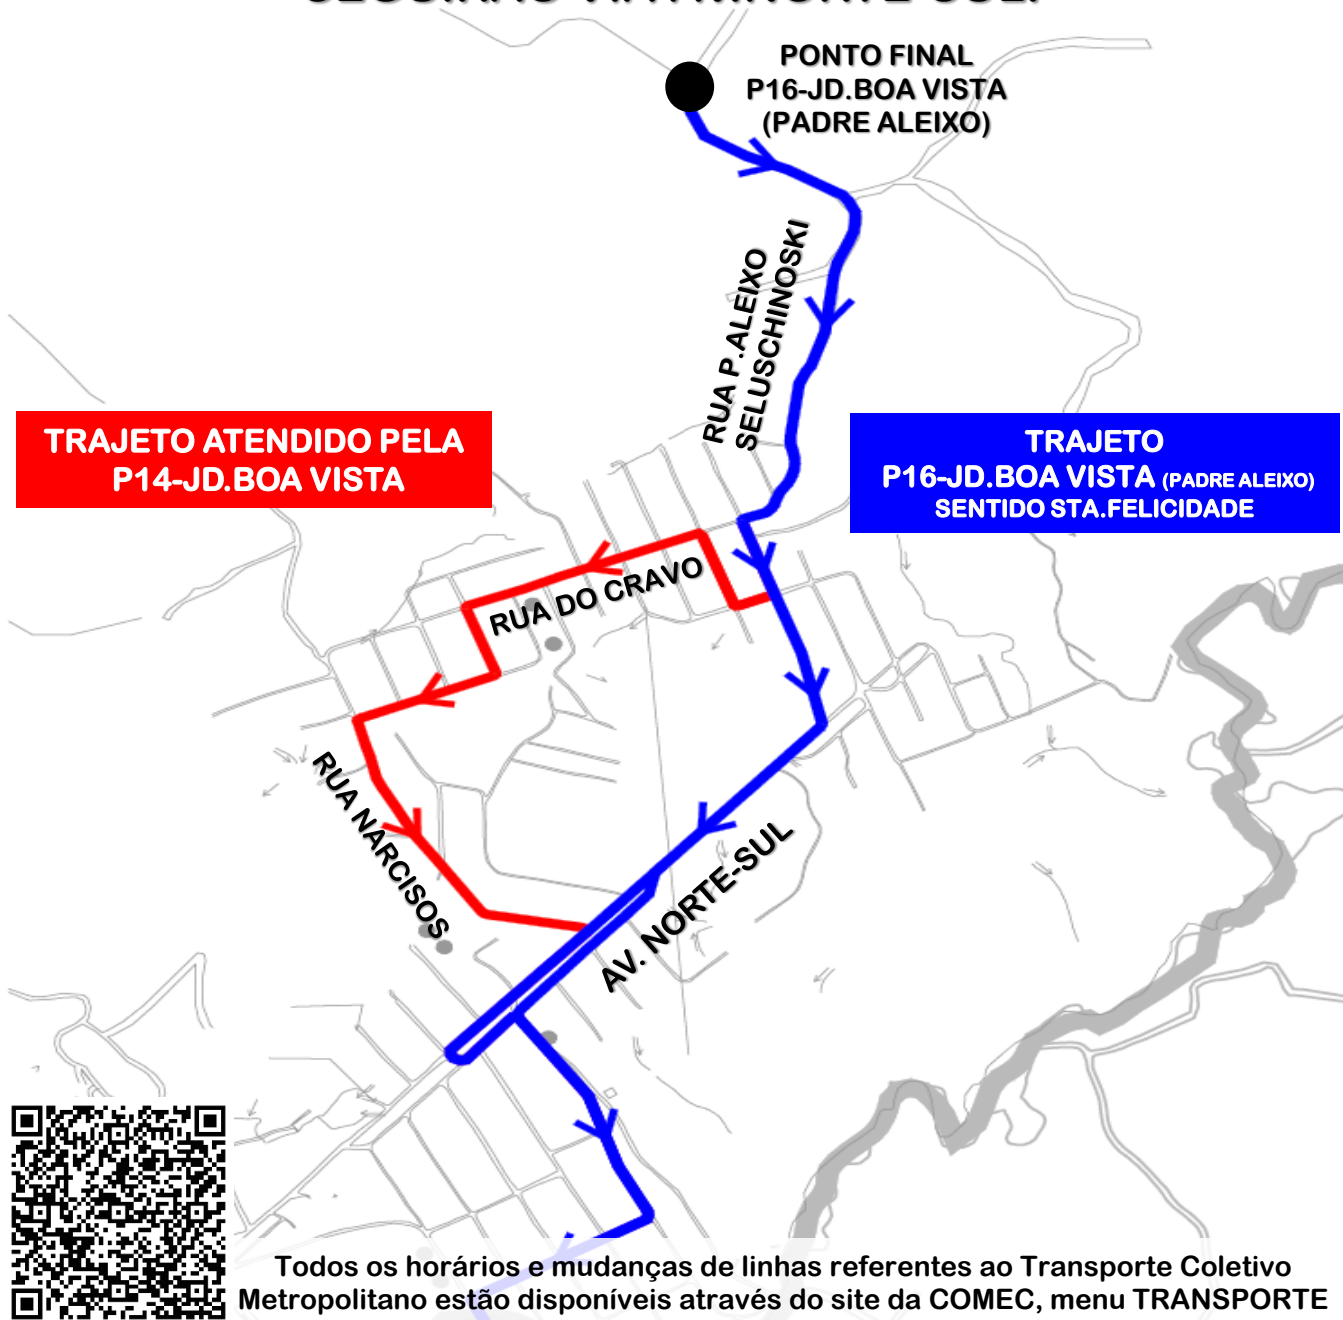 PONTO FINAL
P16-JD.BOA VISTA
(PADRE ALEIXO)
RUA P.ALEIXO
SELUSCHINOSKI
TRAJETO ATENDIDO PELA
P14-JD.BOA VISTA
TRAJETO
P16-JD.BOA VISTA (PADRE ALEIXO)
SENTIDO STA.FELICIDADE
RUA DO CRAVO
RUA NARCISOS
AV. NORTE-SUL
Todos os horários e mudanças de linhas referentes ao Transporte Coletivo
Metropolitano estão disponíveis através do site da COMEC, menu TRANSPORTE